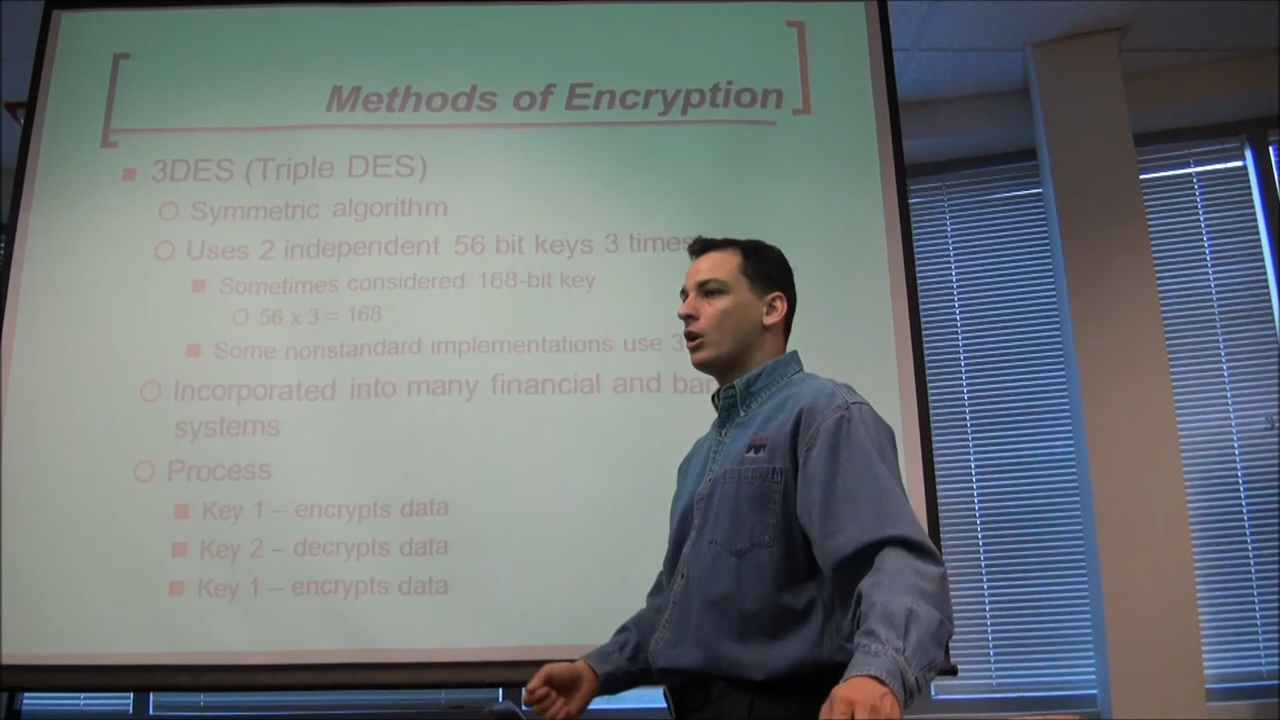 Methods of Encryption
3DES (Triple DES)
Symmetric algorithm
Uses 2 independent 56 bit keys 3 times
Sometimes considered 168-bit key
56 x 3 = 168
Some nonstandard implementations use
Incorporated into many financial and
systems
Process
Key 1 – encrypts data
Key 2 – decrypts data
Key 1 – encrypts data